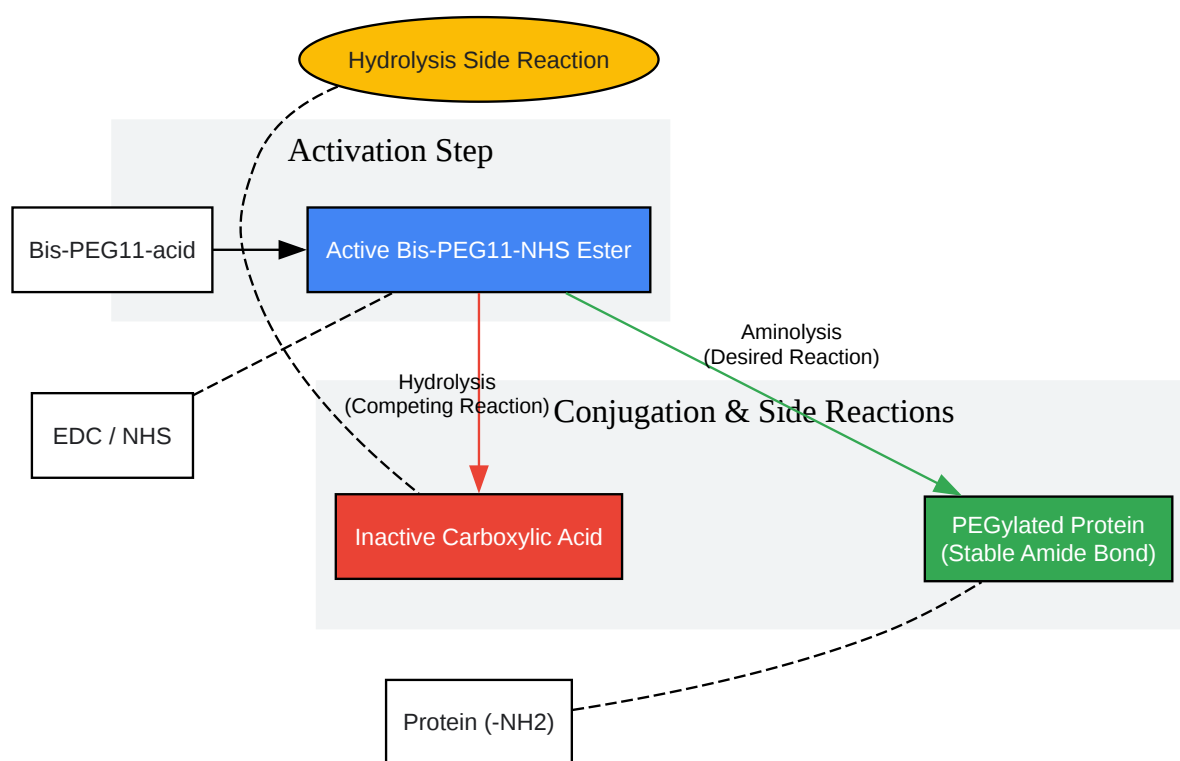 Hydrolysis Side Reaction
Activation Step
Bis-PEG11-acid
Active Bis-PEG11-NHS Ester
Aminolysis
(Desired Reaction)
Hydrolysis
(Competing Reaction)
Conjugation & Side Reactions
EDC / NHS
Inactive Carboxylic Acid
PEGylated Protein
(Stable Amide Bond)
Protein (-NH2)